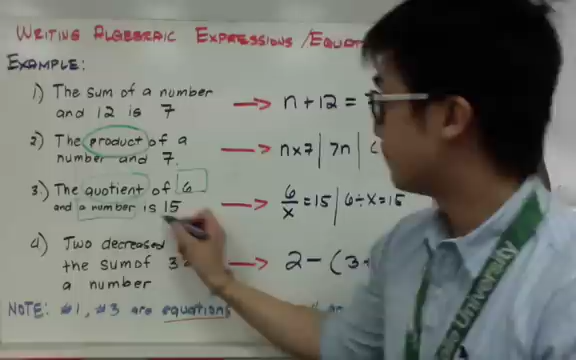 WRITING ALGEBRAIC EXPRESSIONS / EQUAT
EXAMPLE:
1) The sum of a number → n + 12 =
and 12 is 7
2) The product of a → n x 7 | 7n | (
number and 7.
3.) The quotient of 6 → 6/x = 15 | 6 ÷ x = 15
and a number is 15
4) Two decreased
the sum of 3 → 2 - (3+
a number
NOTE: #1, #3 are equations
University